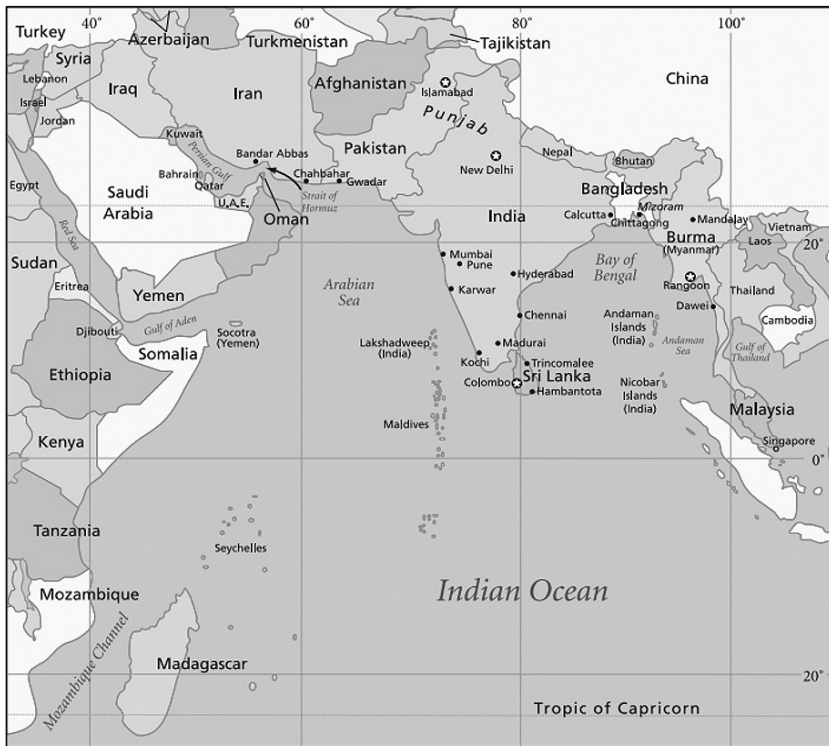 40°
60°
80°
100°
Turkey
Azerbaijan
Turkmenistan
Tajikistan
Syria
Lebanon
Israel
Jordan
Iraq
Iran
Afghanistan
Islamabad
Punjab
China
Kuwait
Persian Gulf
Bandar Abbas
Pakistan
New Delhi
Nepal
Bhutan
Egypt
Bahrain
Qatar
Chahbahar
Gwadar
Strait of
Hormuz
Saudi
Arabia
U.A.E.
Oman
India
Bangladesh
Mizoram
Calcutta
Chittagong
Mandalay
Burma
(Myanmar)
Laos
Vietnam
20°
Red Sea
Sudan
Eritrea
Yemen
Arabian
Sea
Mumbai
Pune
Hyderabad
Karwar
Bay of
Bengal
Rangoon
Thailand
Djibouti
Gulf of Aden
Socotra
(Yemen)
Chennai
Andaman
Islands
(India)
Dawei
Cambodia
Somalia
Lakshadweep
(India)
Madurai
Kochi
Trincomalee
Andaman
Sea
Gulf of
Thailand
Ethiopia
Colombo
Sri Lanka
Hambantota
Nicobar
Islands
(India)
Malaysia
Maldives
Kenya
Singapore
0°
Tanzania
Seychelles
Indian Ocean
Mozambique
Mozambique Channel
Madagascar
20°
Tropic of Capricorn